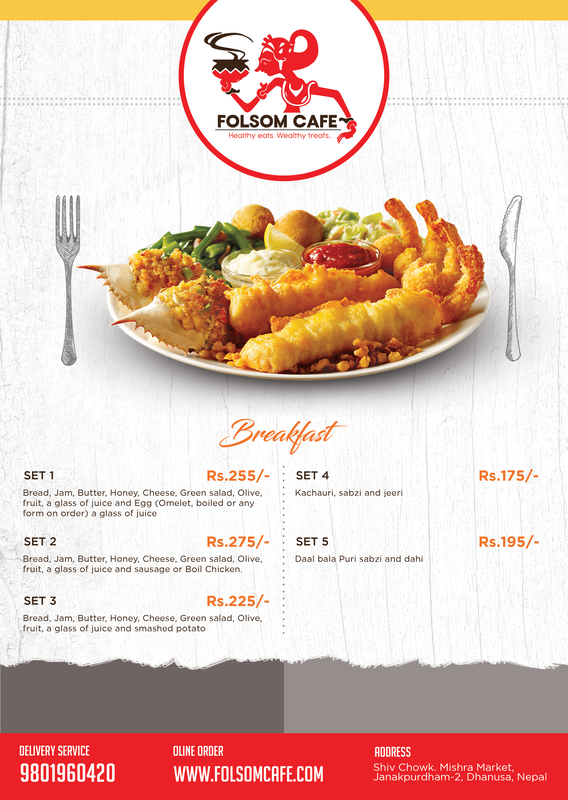 FOLSOM CAFE
Healthy eats. Wealthy treats..
Breakfast
SET 1 Rs.255/-
Bread, Jam, Butter, Honey, Cheese, Green salad, Olive,
fruit, a glass of juice and Egg (Omelet, boiled or any
form on order) a glass of juice
SET 2 Rs.275/-
Bread, Jam, Butter, Honey, Cheese, Green salad, Olive,
fruit, a glass of juice and sausage or Boil Chicken.
SET 3 Rs.225/-
Bread, Jam, Butter, Honey, Cheese, Green salad, Olive,
fruit, a glass of juice and smashed potato
SET 4 Rs.175/-
Kachauri, sabzi and jeeri
SET 5 Rs.195/-
Daal bala Puri sabzi and dahi
DELIVERY SERVICE
9801960420
OLINE ORDER
WWW.FOLSOMCAFE.COM
ADDRESS
Shiv Chowk. Mishra Market,
Janakpurdham-2, Dhanusa, Nepal